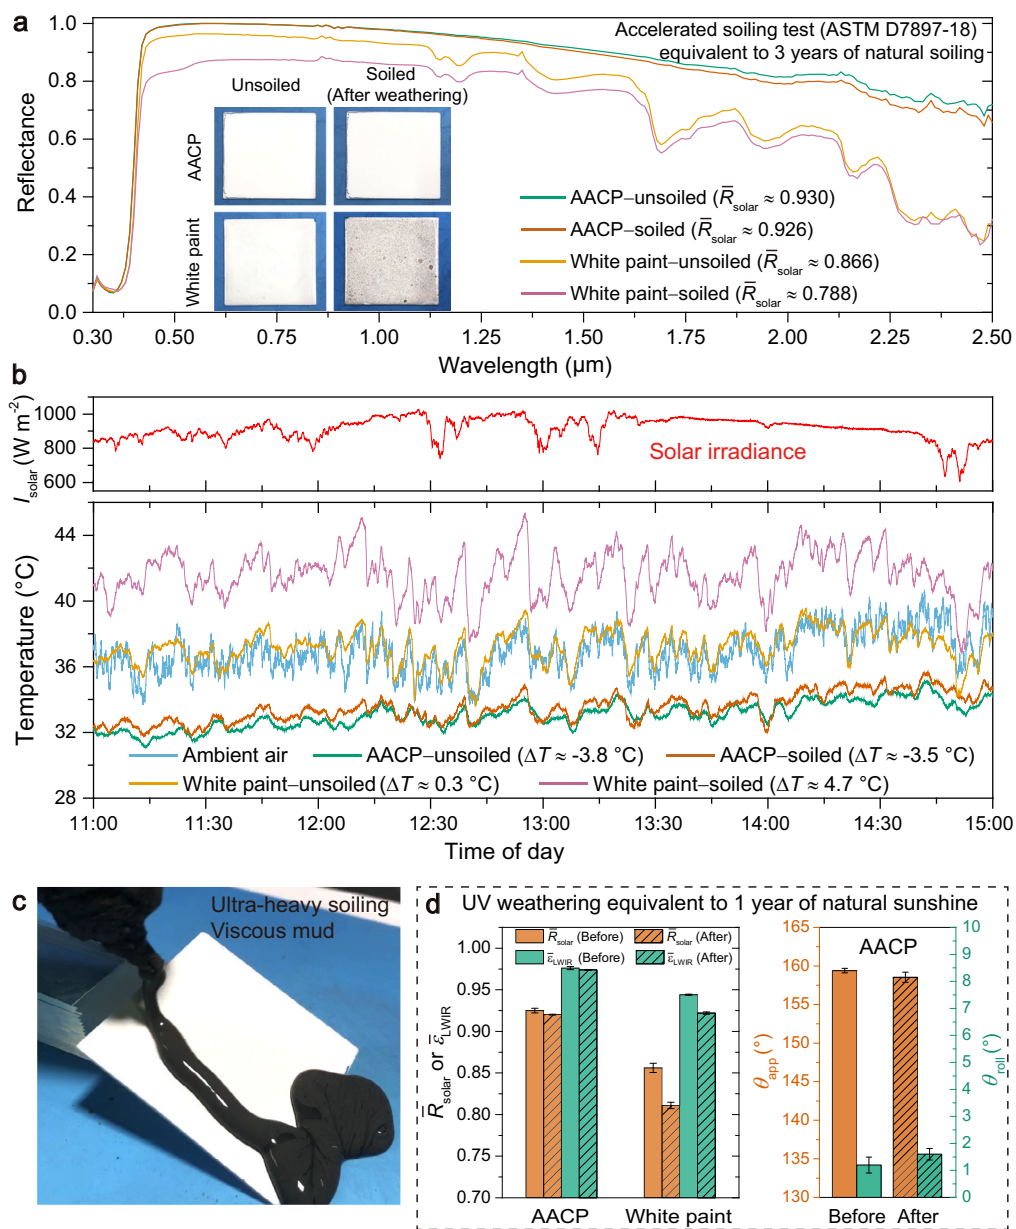 a
Accelerated soiling test (ASTM D7897-18)
equivalent to 3 years of natural soiling
Reflectance
1.0
0.8
0.6
0.4
0.2
0.0
Unsoiled
Soiled
(After weathering)
AACP
White paint
AACP–unsoiled (R̅solar ≈ 0.930)
AACP–soiled (R̅solar ≈ 0.926)
White paint–unsoiled (R̅solar ≈ 0.866)
White paint–soiled (R̅solar ≈ 0.788)
0.30 0.50 0.75 1.00 1.25 1.50 1.75 2.00 2.25 2.50
Wavelength (μm)
b
Isolar (W m-2)
1000
800
600
Solar irradiance
Temperature (°C)
44
40
36
32
28
Ambient air AACP–unsoiled (ΔT ≈ -3.8 °C) AACP–soiled (ΔT ≈ -3.5 °C)
White paint–unsoiled (ΔT ≈ 0.3 °C) White paint–soiled (ΔT ≈ 4.7 °C)
11:00 11:30 12:00 12:30 13:00 13:30 14:00 14:30 15:00
Time of day
c
Ultra-heavy soiling
Viscous mud
d
UV weathering equivalent to 1 year of natural sunshine
R̅solar or ε̅LWIR
1.00
0.95
0.90
0.85
0.80
0.75
0.70
R̅solar (Before) R̅solar (After)
ε̅LWIR (Before) ε̅LWIR (After)
AACP White paint
θapp (°)
165
160
155
150
145
140
135
130
AACP
10
9
8
7
6
5
4
3
2
1
0
θroll (°)
Before After